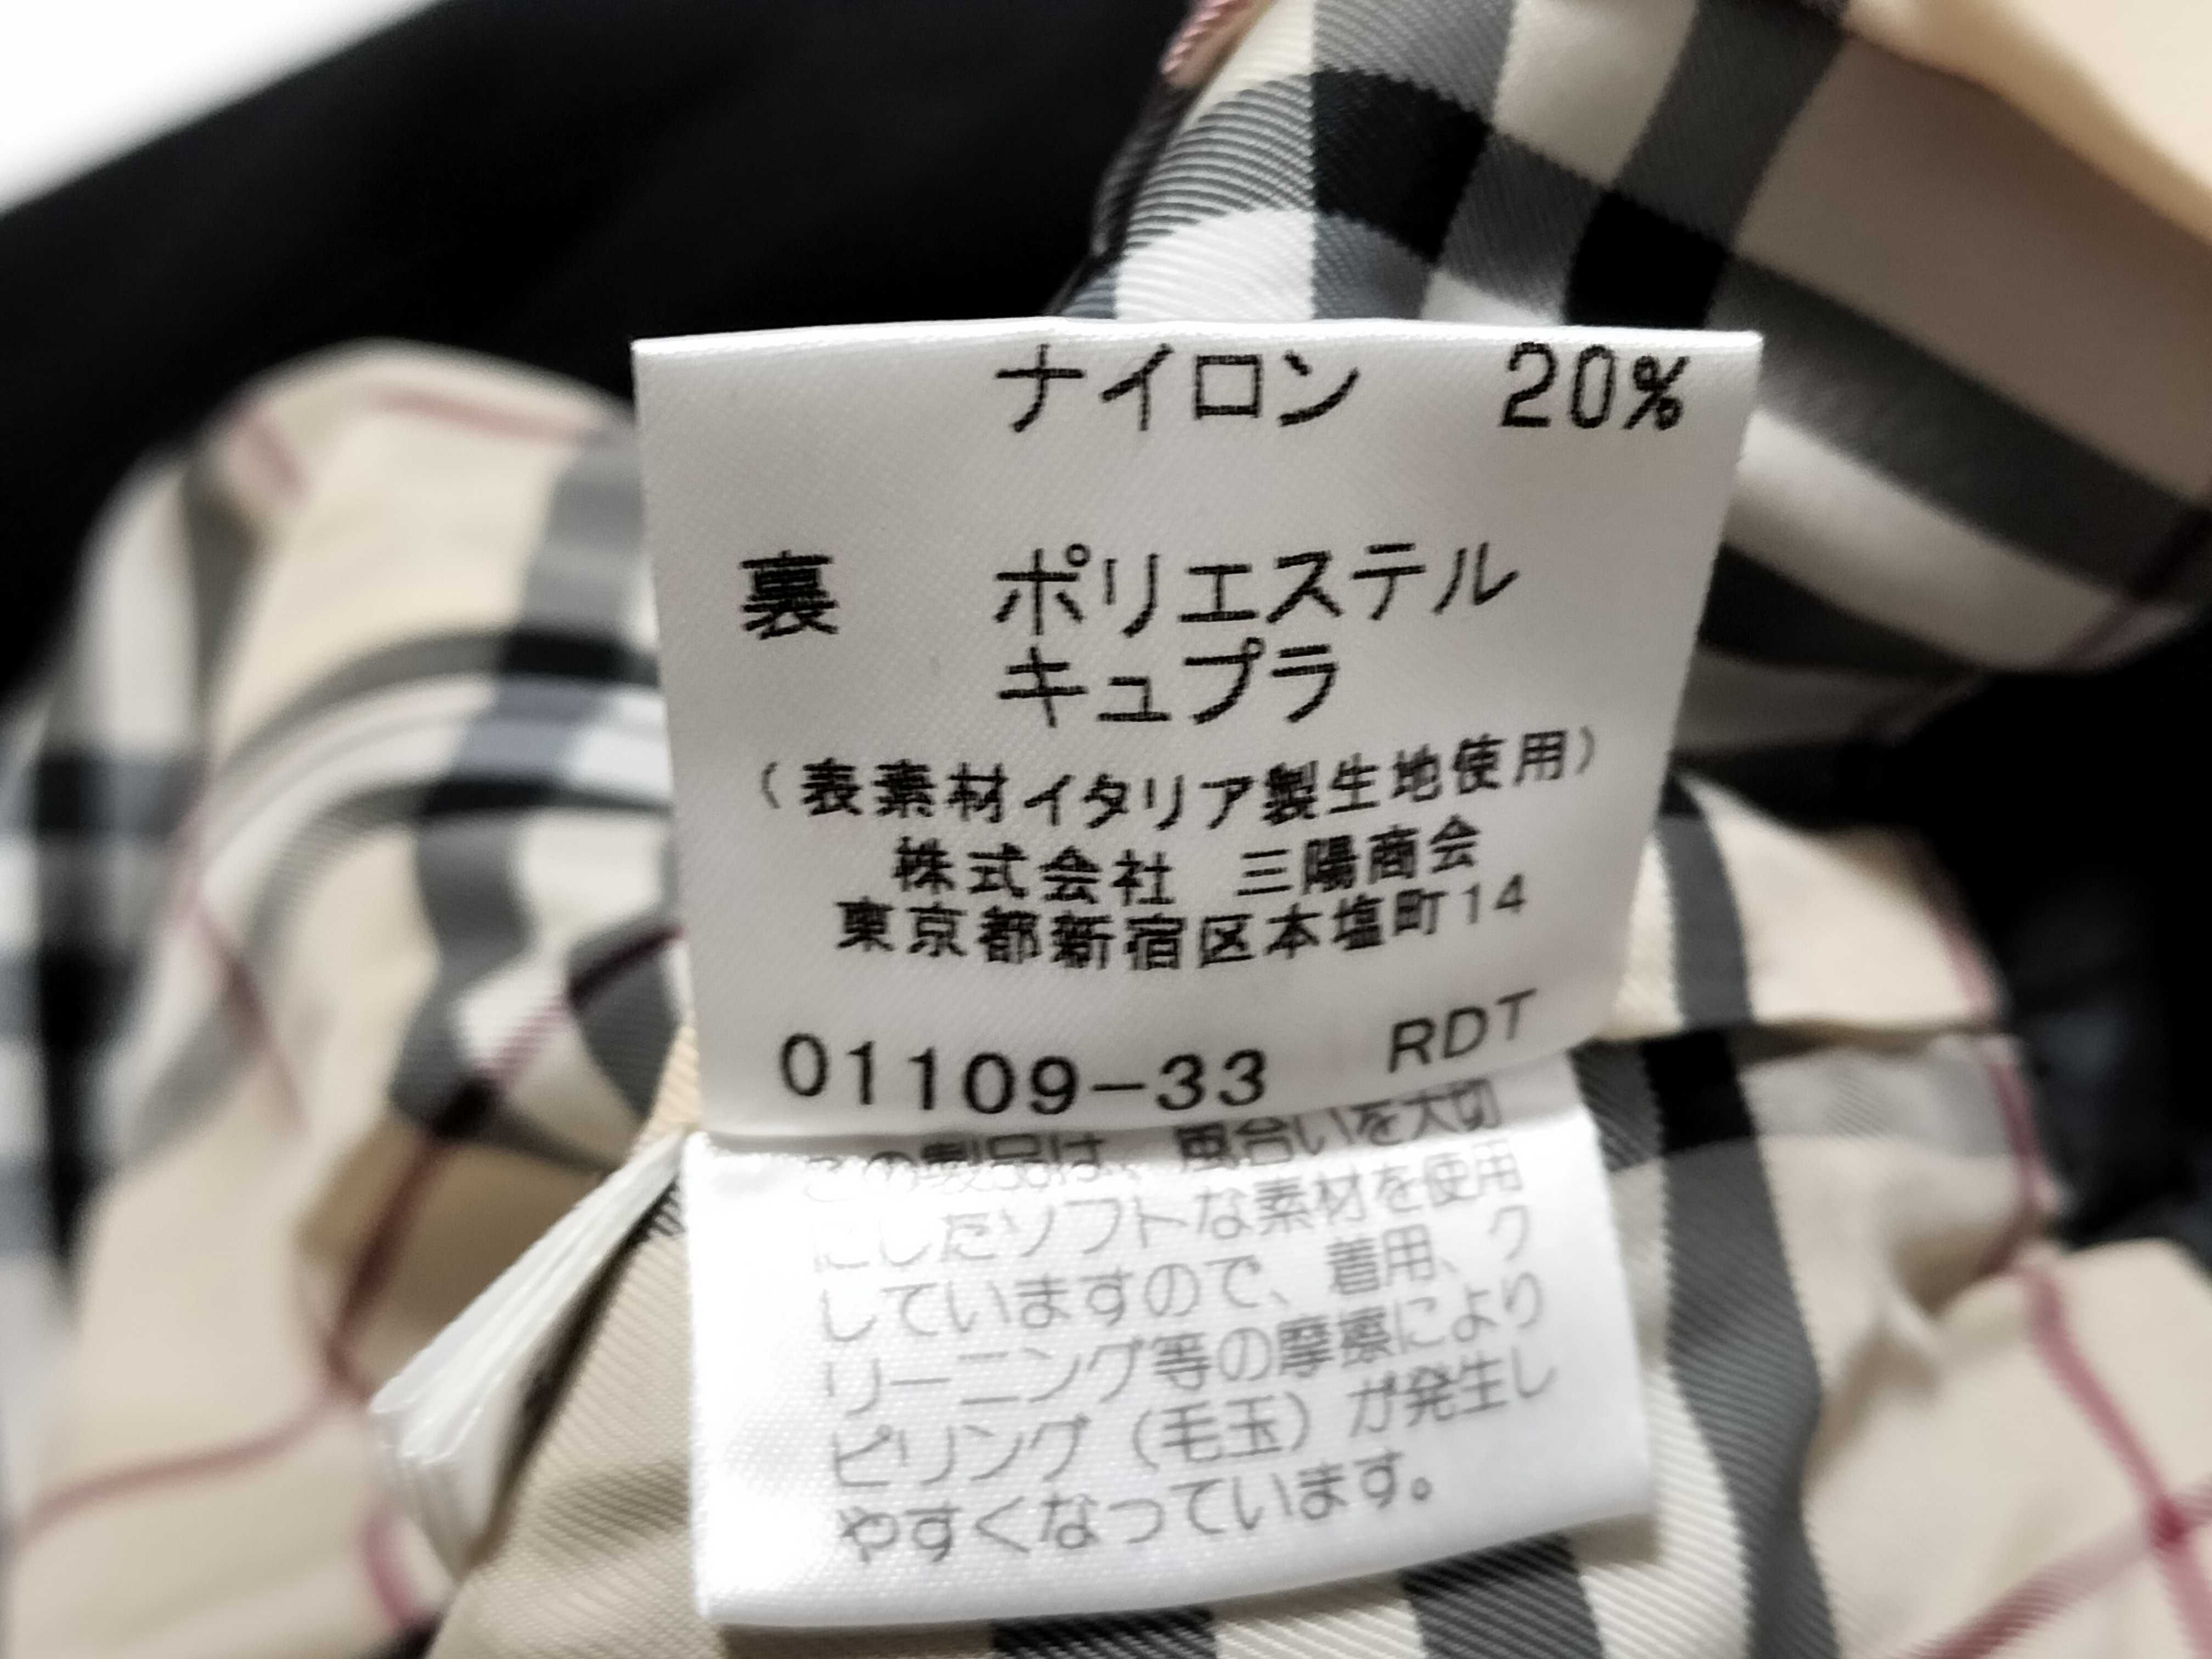 ナイロン 20%
裏 ポリエステル
キュプラ
(表素材イタリア製生地使用)
株式会社 三陽商会
東京都新宿区本塩町14
01109-33 RDT
この製品は、風合いを大切
にしたソフトな素材を使用
していますので、着用、ク
リーニング等の摩擦により
ピリング(毛玉)が発生し
やすくなっています。